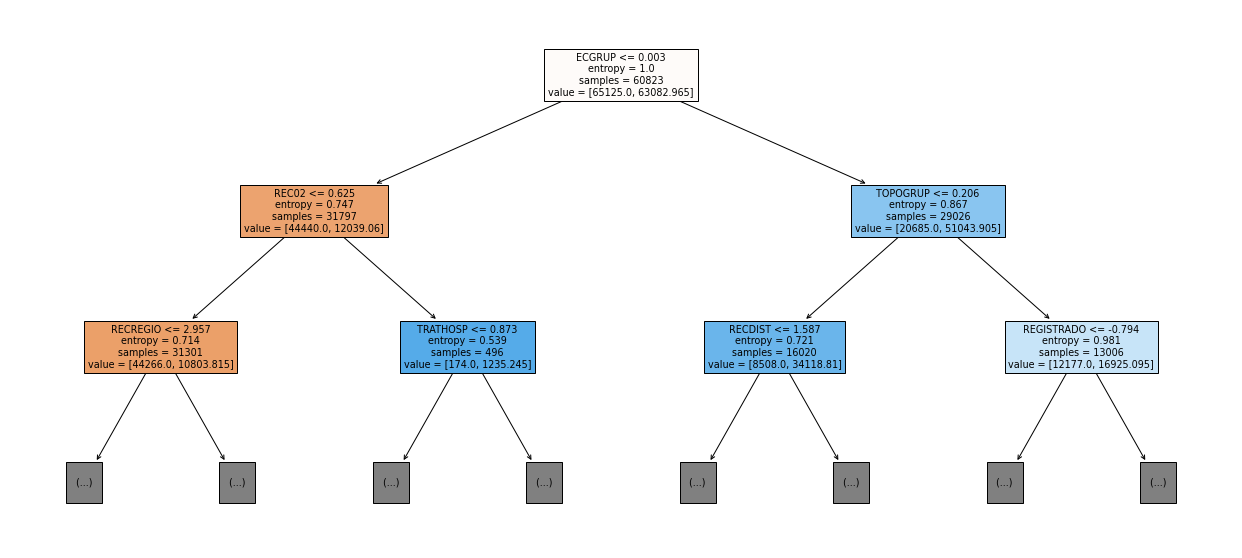 ECGRUP <= 0.003
entropy = 1.0
samples = 60823
value = [65125.0, 63082.965]
REC02 <= 0.625
entropy = 0.747
samples = 31797
value = [44440.0, 12039.06]
TOPOGRUP <= 0.206
entropy = 0.867
samples = 29026
value = [20685.0, 51043.905]
RECREGIO <= 2.957
entropy = 0.714
samples = 31301
value = [44266.0, 10803.815]
TRATHOSP <= 0.873
entropy = 0.539
samples = 496
value = [174.0, 1235.245]
RECDIST <= 1.587
entropy = 0.721
samples = 16020
value = [8508.0, 34118.81]
REGISTRADO <= -0.794
entropy = 0.981
samples = 13006
value = [12177.0, 16925.095]
(...)
(...)
(...)
(...)
(...)
(...)
(...)
(...)